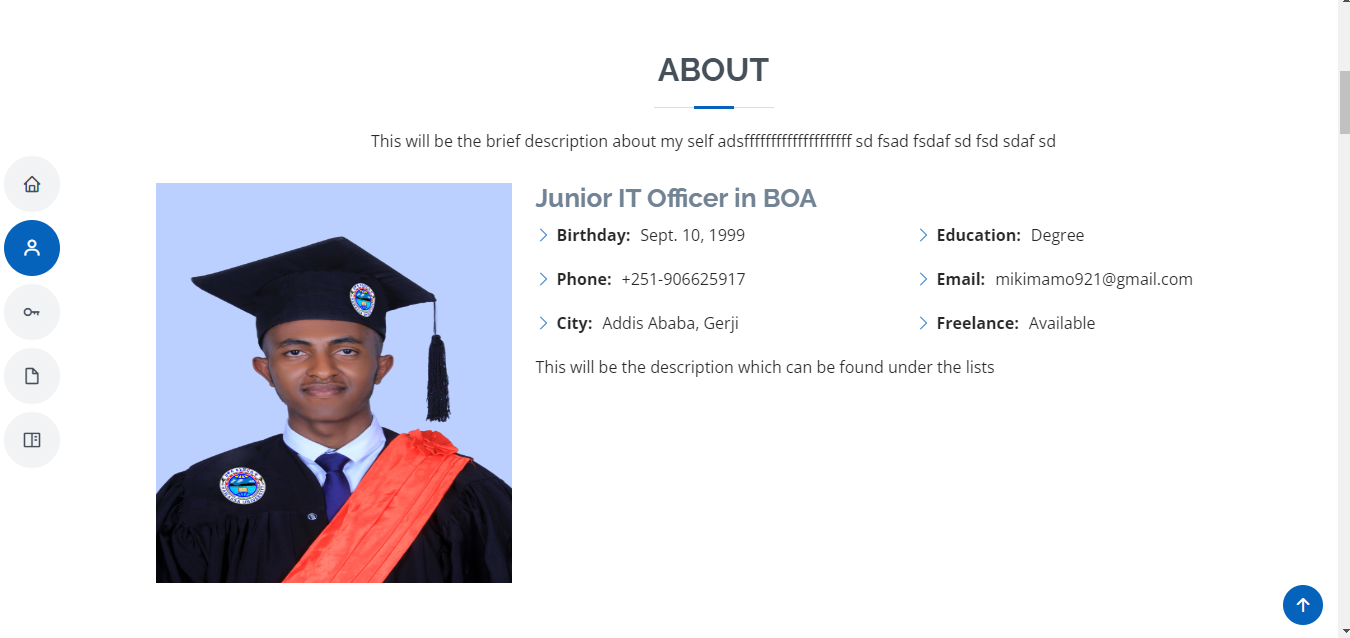 ABOUT
This will be the brief description about my self adsffffffffffffffffffff sd fsad fsdaf sd fsd sdaf sd
Junior IT Officer in BOA
Birthday: Sept. 10, 1999
Education: Degree
Phone: +251-906625917
Email: mikimamo921@gmail.com
City: Addis Ababa, Gerji
Freelance: Available
This will be the description which can be found under the lists